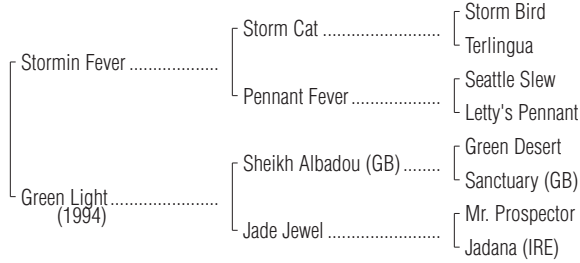 Storm Bird
Storm Cat ......................
Terlingua
Stormin Fever .................
Seattle Slew
Pennant Fever .................
Letty's Pennant
Green Desert
Sheikh Albadou (GB) .......
Sanctuary (GB)
Green Light ....................
(1994)
Mr. Prospector
Jade Jewel ....................
Jadana (IRE)